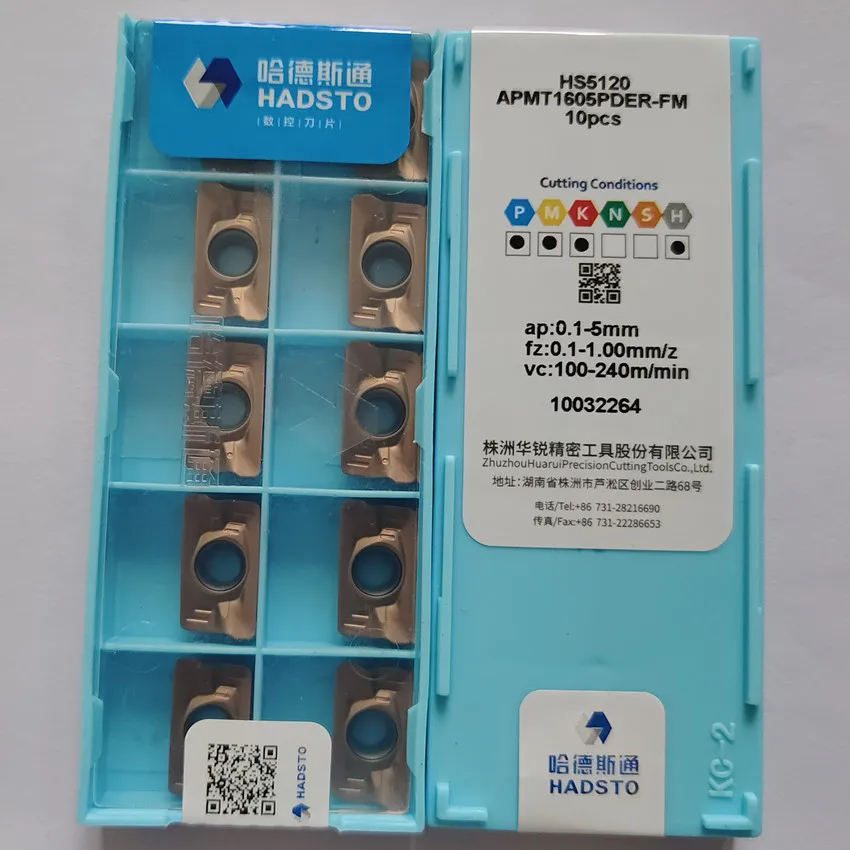 哈德斯通
HADSTO
|数|控|刀|片|
哈德斯通
HADSTO
HS5120
APMT1605PDER-FM
10pcs
Cutting Conditions
P M K N S H
ap:0.1-5mm
fz:0.1-1.00mm/z
vc:100-240m/min
10032264
株洲华锐精密工具股份有限公司
ZhuzhouHuaruiPrecisionCuttingToolsCo.,Ltd.
地址：湖南省株洲市芦淞区创业二路68号
电话/Tel:+86 731-28216690
传真/Fax:+86 731-22286653
KC-2
哈德斯通
HADSTO